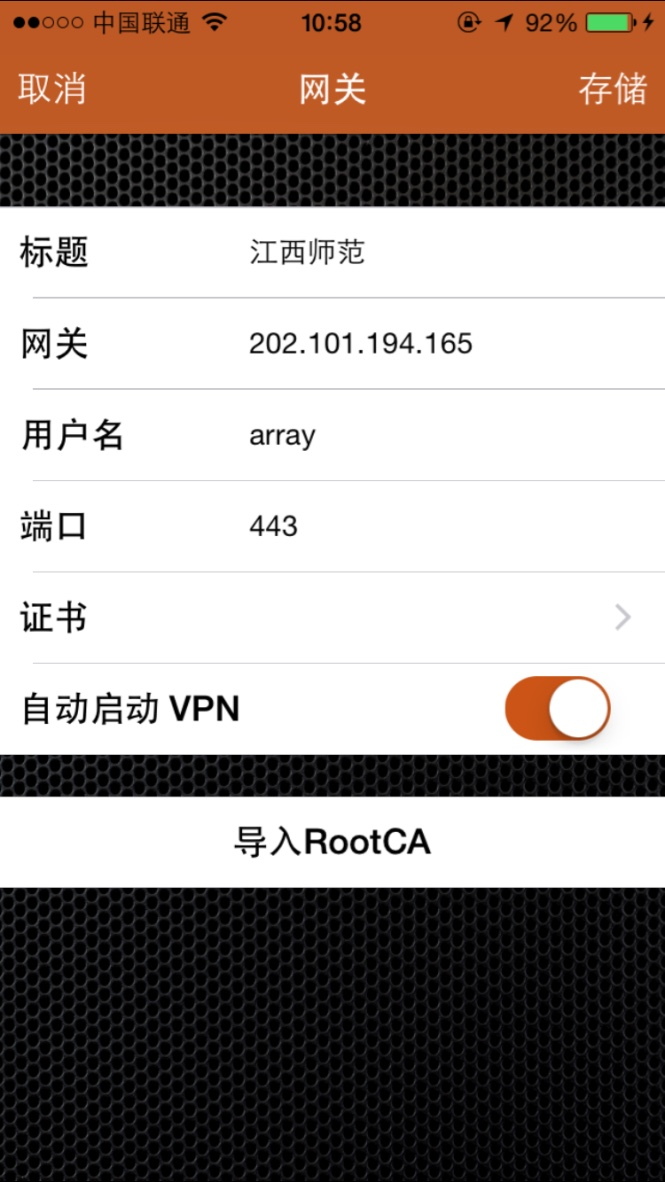 中国联通 10:58 92%
取消 网关 存储
标题 江西师范
网关 202.101.194.165
用户名 array
端口 443
证书
自动启动 VPN
导入RootCA